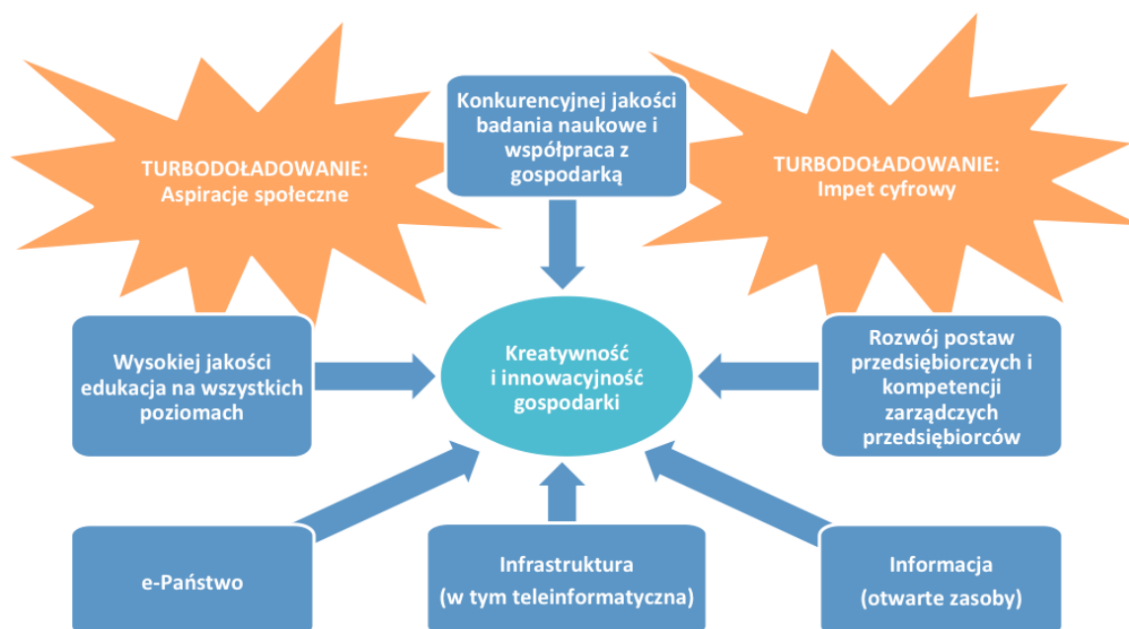 Konkurencyjnej jakości
badania naukowe i
współpraca z
gospodarką
TURBODOŁADOWANIE:
Aspiracje społeczne
TURBODOŁADOWANIE:
Impet cyfrowy
Wysokiej jakości
edukacja na wszystkich
poziomach
Kreatywność
i innowacyjność
gospodarki
Rozwój postaw
przedsiębiorczych i
kompetencji
zarządczych
przedsiębiorców
e-Państwo
Infrastruktura
(w tym teleinformatyczna)
Informacja
(otwarte zasoby)